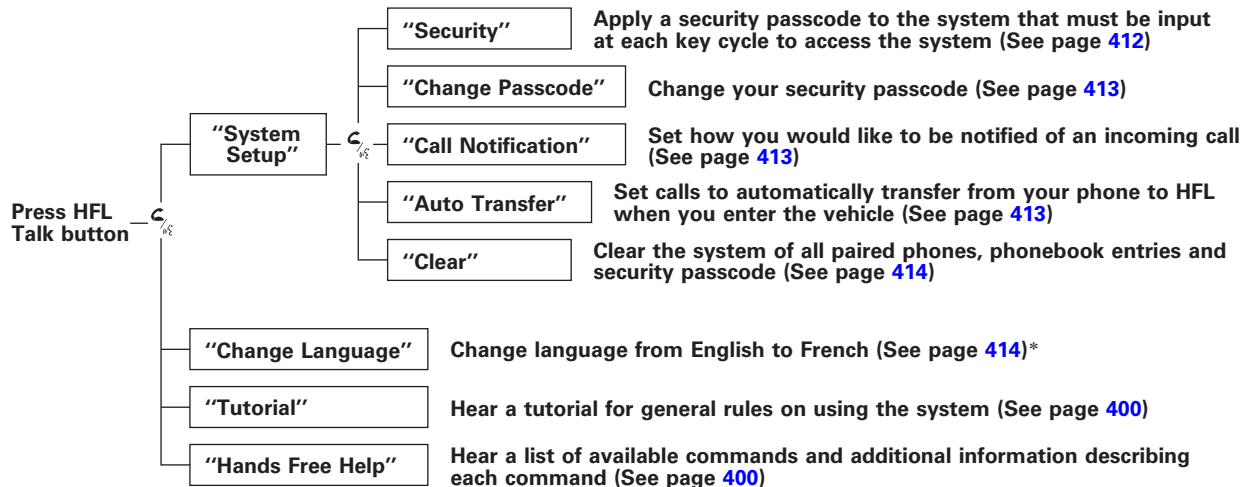 "Security"
Apply a security passcode to the system that must be input
at each key cycle to access the system (See page 412)
"Change Passcode"
Change your security passcode (See page 413)
"System
Setup"
"Call Notification"
Set how you would like to be notified of an incoming call
(See page 413)
"Auto Transfer"
Set calls to automatically transfer from your phone to HFL
when you enter the vehicle (See page 413)
Press HFL
Talk button
"Clear"
Clear the system of all paired phones, phonebook entries and
security passcode (See page 414)
"Change Language"
Change language from English to French (See page 414)*
"Tutorial"
Hear a tutorial for general rules on using the system (See page 400)
"Hands Free Help"
Hear a list of available commands and additional information describing
each command (See page 400)